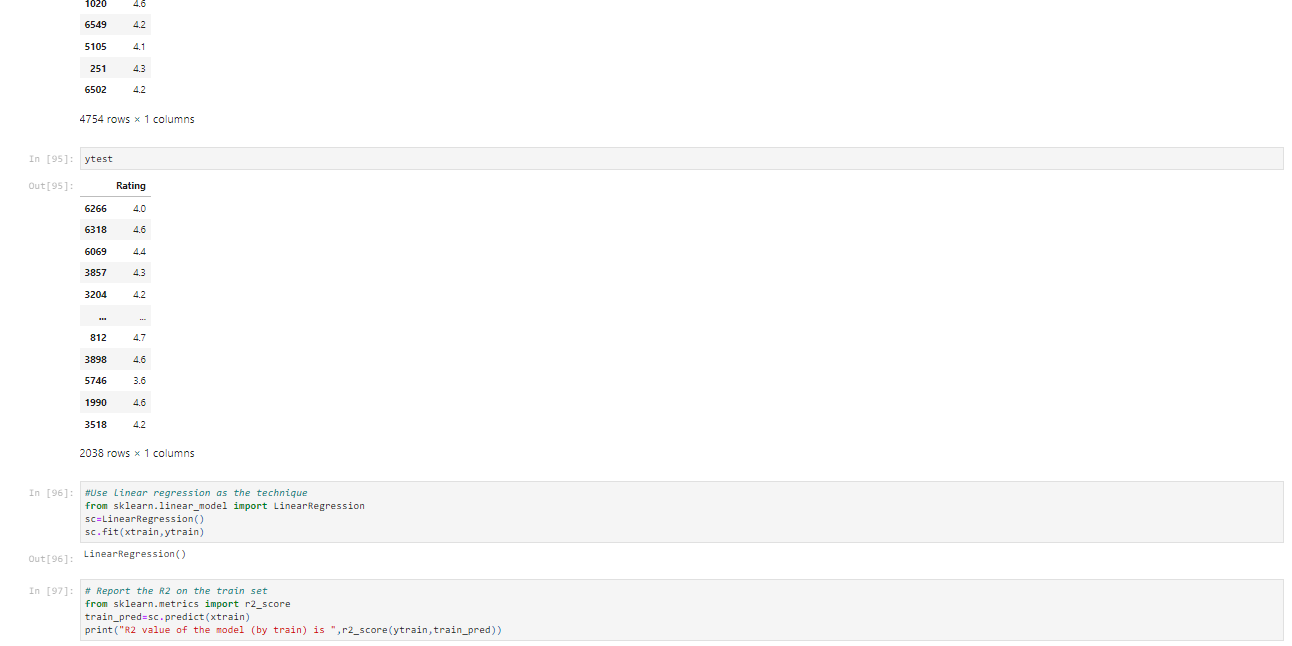 1020 4.6
6549 4.2
5105 4.1
251 4.3
6502 4.2
4754 rows × 1 columns
In [95]: ytest
Out[95]: Rating
6266 4.0
6318 4.6
6069 4.4
3857 4.3
3204 4.2
... ...
812 4.7
3898 4.6
5746 3.6
1990 4.6
3518 4.2
2038 rows × 1 columns
In [96]: #Use Linear regression as the technique
from sklearn.linear_model import LinearRegression
sc=LinearRegression()
sc.fit(xtrain,ytrain)
Out[96]: LinearRegression()
In [97]: # Report the R2 on the train set
from sklearn.metrics import r2_score
train_pred=sc.predict(xtrain)
print("R2 value of the model (by train) is ",r2_score(ytrain,train_pred))